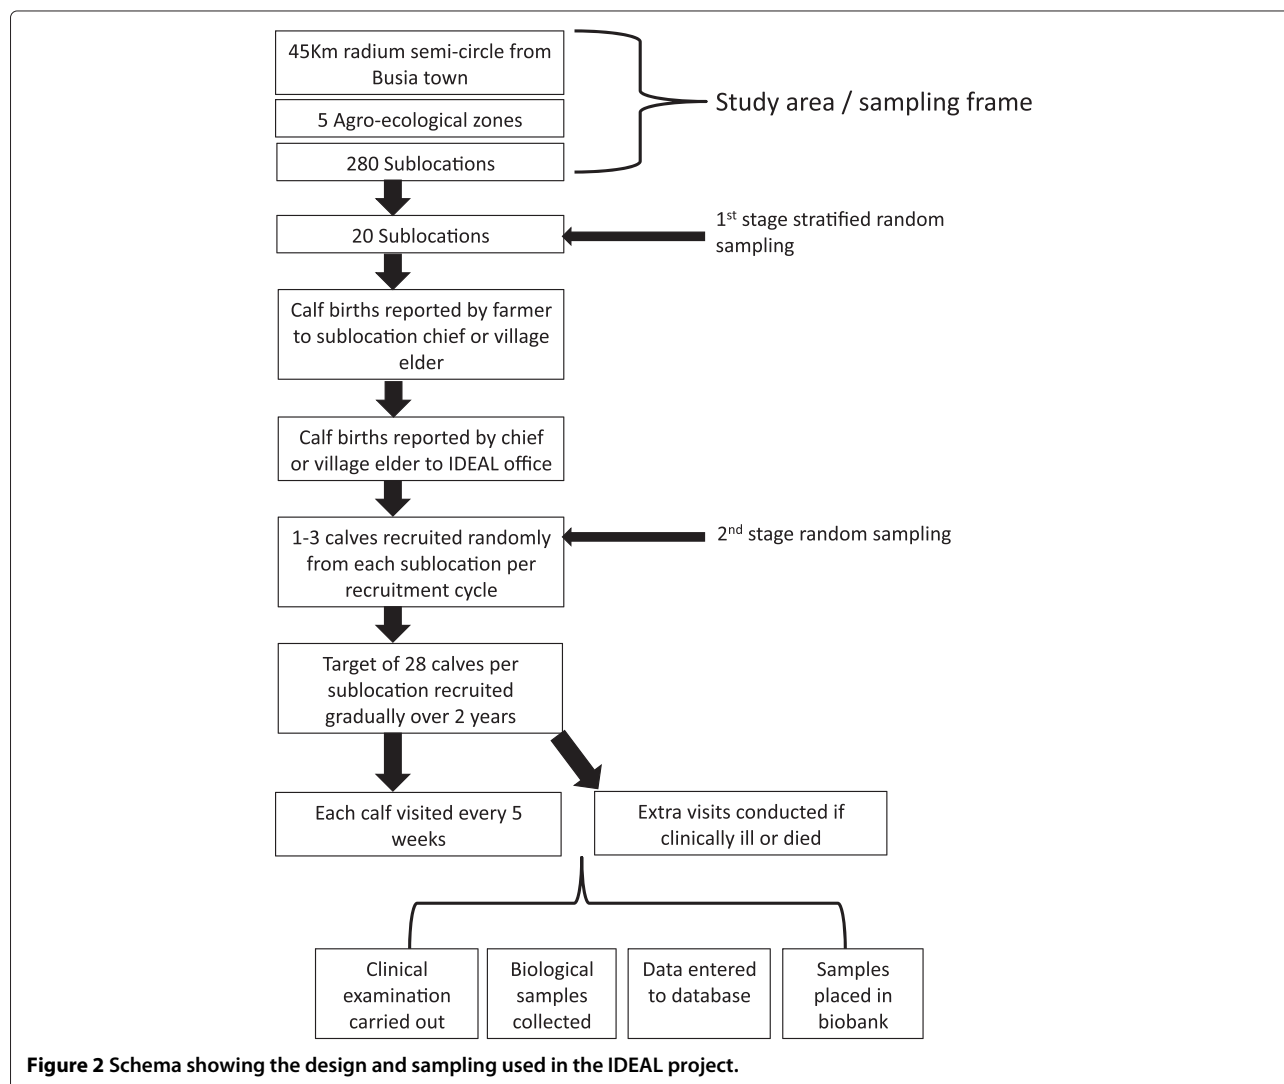 45Km radium semi-circle from
Busia town
5 Agro-ecological zones
280 Sublocations
Study area / sampling frame
20 Sublocations
1st stage stratified random
sampling
Calf births reported by farmer
to sublocation chief or village
elder
Calf births reported by chief
or village elder to IDEAL office
1-3 calves recruited randomly
from each sublocation per
recruitment cycle
2nd stage random sampling
Target of 28 calves per
sublocation recruited
gradually over 2 years
Each calf visited every 5
weeks
Extra visits conducted if
clinically ill or died
Clinical
examination
carried out
Biological
samples
collected
Data entered
to database
Samples
placed in
biobank
Figure 2 Schema showing the design and sampling used in the IDEAL project.